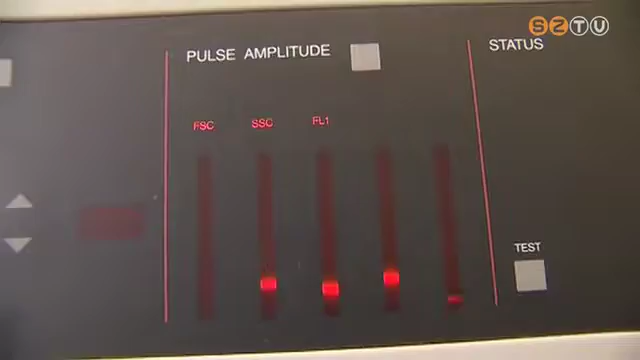 SZTU
PULSE AMPLITUDE
STATUS
FSC SSC FL1
TEST